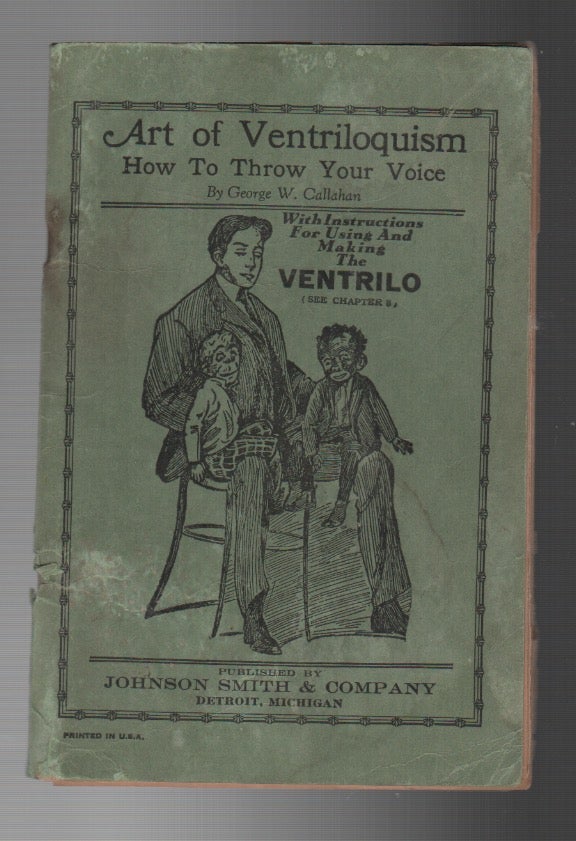 Art of Ventriloquism
How To Throw Your Voice
By George W. Callahan
With Instructions
For Using And
Making
The
VENTRILO
(SEE CHAPTER 8)
PUBLISHED BY
JOHNSON SMITH & COMPANY
DETROIT, MICHIGAN
PRINTED IN U.S.A.